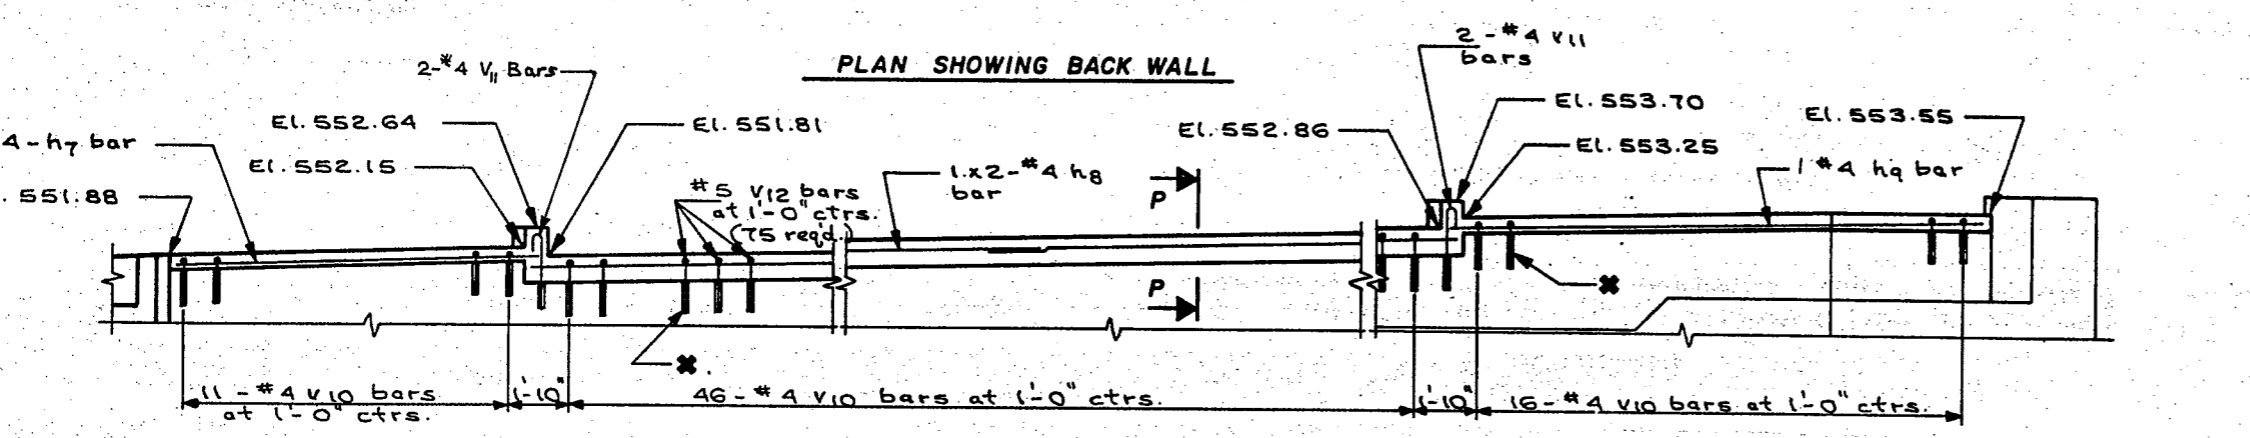 PLAN SHOWING BACK WALL
2-#4 V11 Bars
2-#4 V11
bars
El. 552.64
El. 551.81
El. 552.86
El. 553.70
El. 553.55
4-h7 bar
El. 552.15
El. 553.25
. 551.88
#5 V12 bars
at 1'-0" ctrs.
(75 req'd.)
1x2-#4 h8
bar
1 #4 h9 bar
P
P
11-#4 V10 bars
at 1'-0" ctrs.
1'-10"
46-#4 V10 bars at 1'-0" ctrs.
1'-10"
16-#4 V10 bars at 1'-0" ctrs.